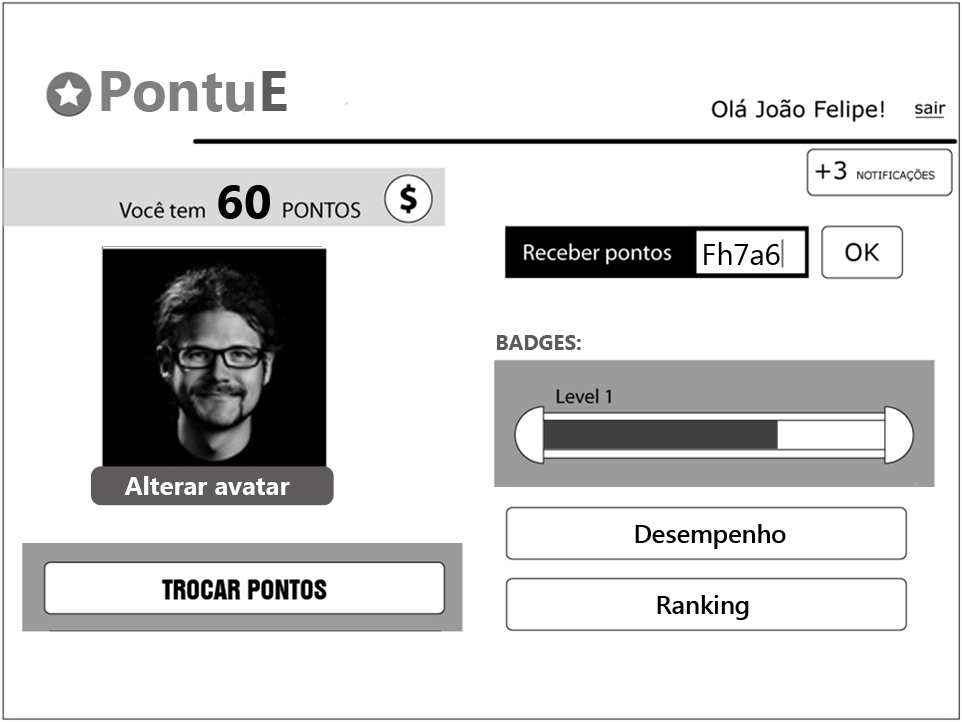 PontuE
Olá João Felipe! sair
+3 NOTIFICAÇÕES
Você tem 60 PONTOS $
Receber pontos Fh7a6 OK
BADGES:
Level 1
Alterar avatar
Desempenho
TROCAR PONTOS
Ranking